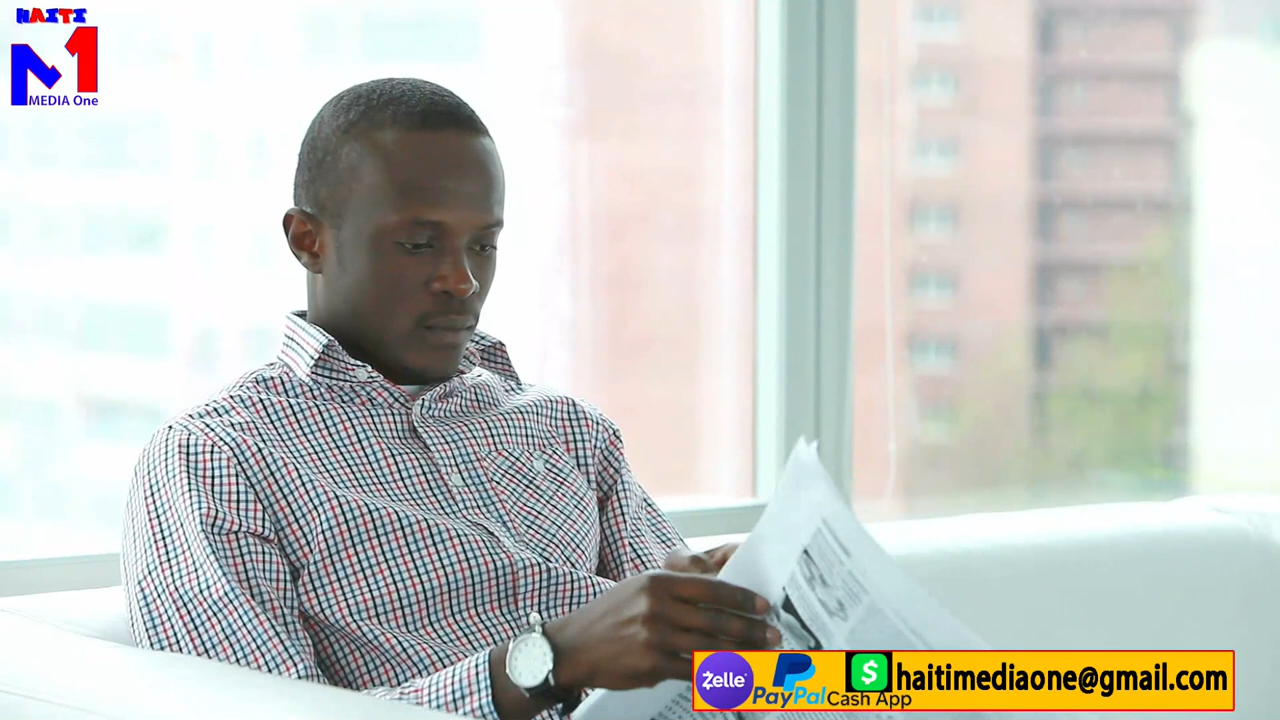 HAITI
M1
MEDIA One
Zelle
PayPal
Cash App
haitimediaone@gmail.com